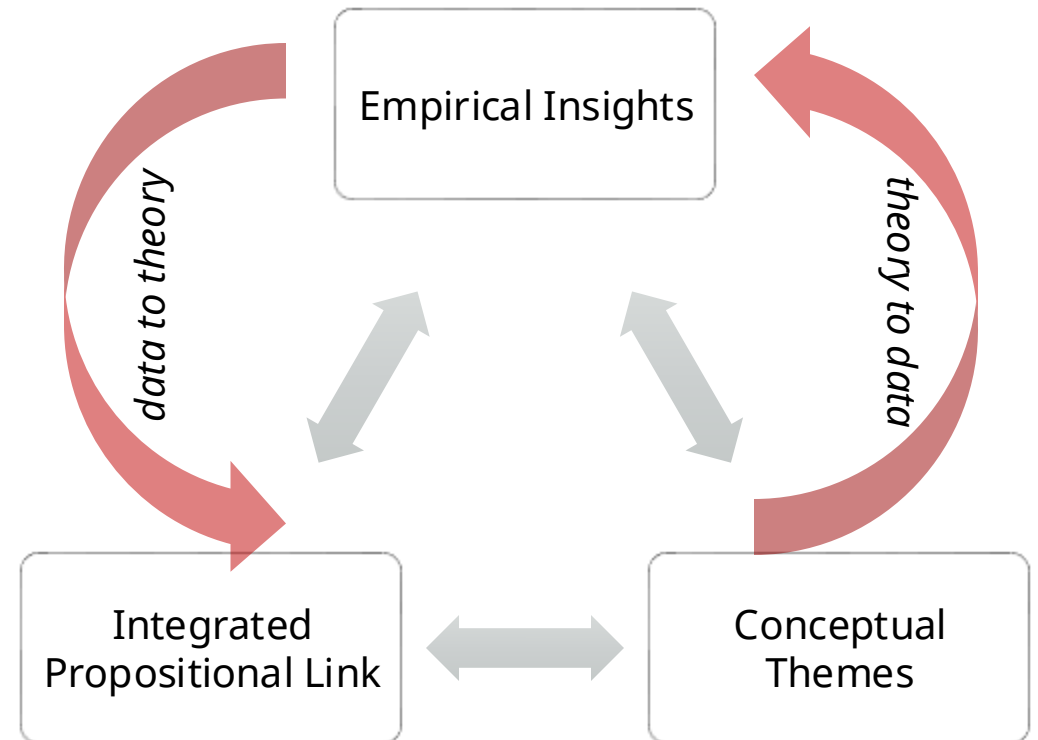 Empirical Insights
data to theory
theory to data
Integrated
Propositional Link
Conceptual
Themes